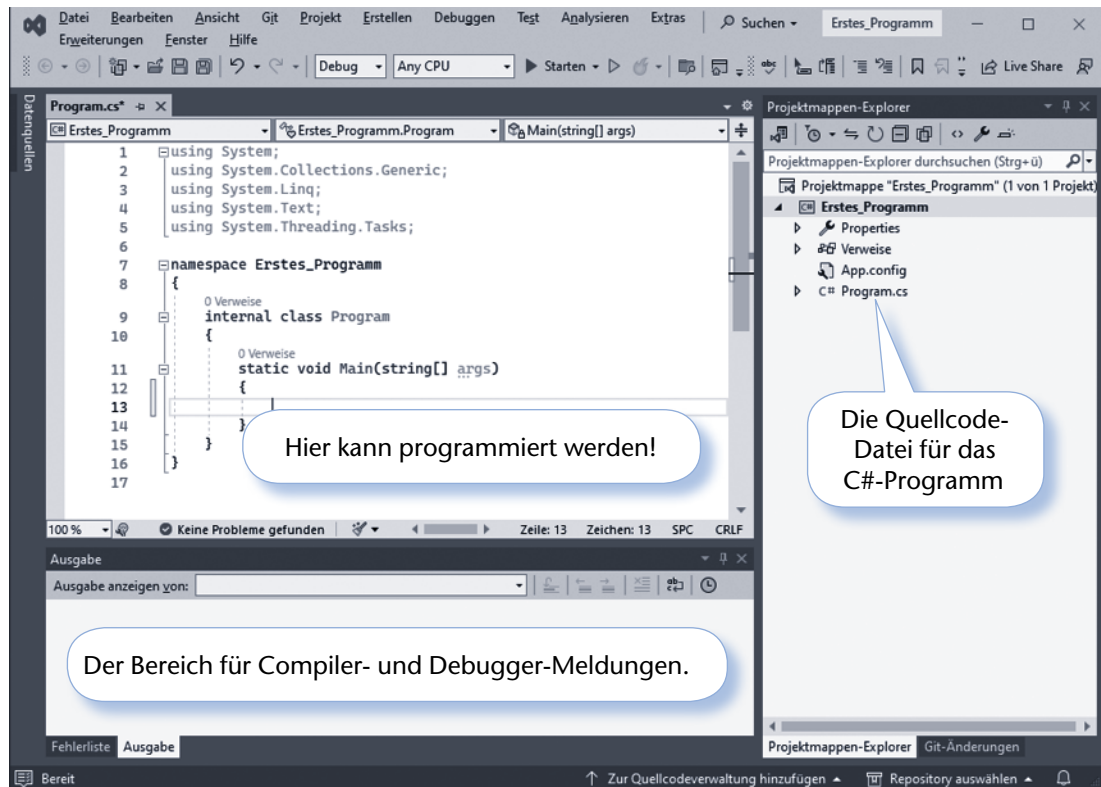 Datei Bearbeiten Ansicht Git Projekt Erstellen Debuggen Test Analysieren Extras Suchen Erstes_Programm
Erweiterungen Fenster Hilfe
Debug Any CPU Starten Live Share
Datenquellen
Program.cs*
Erstes_Programm Erstes_Programm.Program Main(string[] args)
1 using System;
2 using System.Collections.Generic;
3 using System.Linq;
4 using System.Text;
5 using System.Threading.Tasks;
6
7 namespace Erstes_Programm
8 {
0 Verweise
9 internal class Program
10 {
0 Verweise
11 static void Main(string[] args)
12 {
13
14 }
15 }
16 }
17
Hier kann programmiert werden!
100 % Keine Probleme gefunden Zeile: 13 Zeichen: 13 SPC CRLF
Ausgabe
Ausgabe anzeigen von:
Der Bereich für Compiler- und Debugger-Meldungen.
Fehlerliste Ausgabe
Projektmappen-Explorer
Projektmappen-Explorer durchsuchen (Strg+ü)
Projektmappe "Erstes_Programm" (1 von 1 Projekt)
C# Erstes_Programm
Properties
Verweise
App.config
C# Program.cs
Die Quellcode-
Datei für das
C#-Programm
Projektmappen-Explorer Git-Änderungen
Bereit Zur Quellcodeverwaltung hinzufügen Repository auswählen